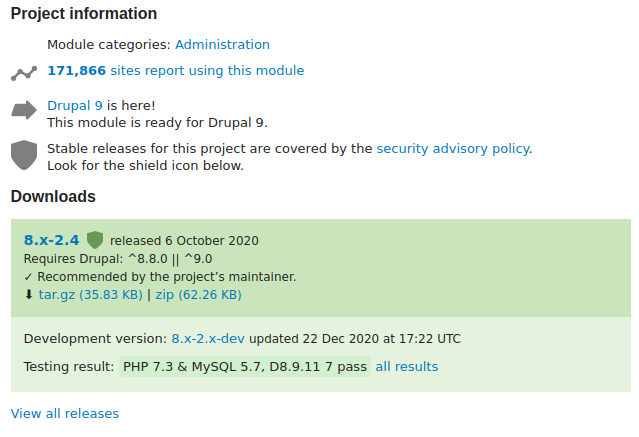 Project information
Module categories: Administration
171,866 sites report using this module
Drupal 9 is here!
This module is ready for Drupal 9.
Stable releases for this project are covered by the security advisory policy.
Look for the shield icon below.
Downloads
8.x-2.4 released 6 October 2020
Requires Drupal: ^8.8.0 || ^9.0
✓ Recommended by the project’s maintainer.
⬇ tar.gz (35.83 KB) | zip (62.26 KB)
Development version: 8.x-2.x-dev updated 22 Dec 2020 at 17:22 UTC
Testing result: PHP 7.3 & MySQL 5.7, D8.9.11 7 pass all results
View all releases